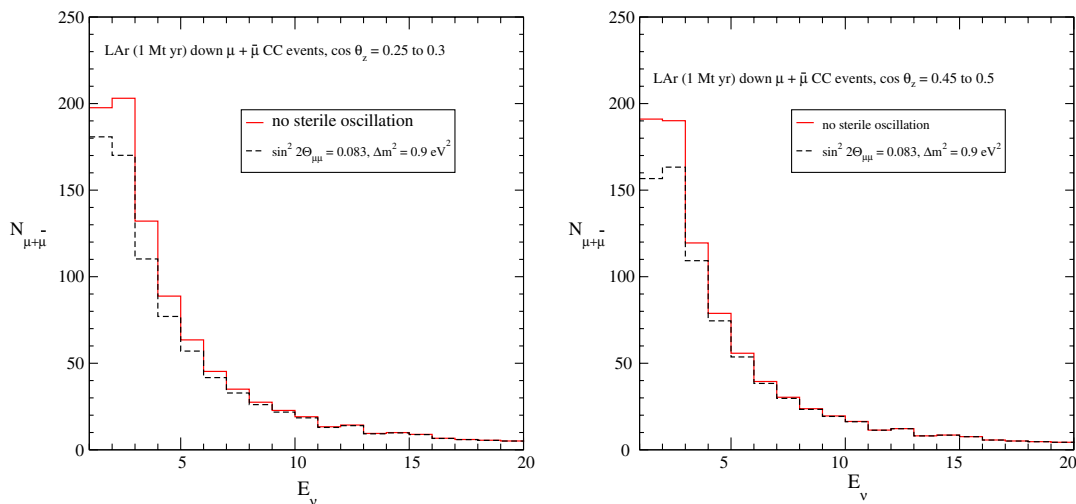 250
200
150
100
50
0
N μ+μ̄
LAr (1 Mt yr) down μ + μ̄ CC events, cos θz = 0.25 to 0.3
no sterile oscillation
sin² 2Θμμ = 0.083, Δm² = 0.9 eV²
5 10 15 20
Eν
250
200
150
100
50
0
N μ+μ̄
LAr (1 Mt yr) down μ + μ̄ CC events, cos θz = 0.45 to 0.5
no sterile oscillation
sin² 2Θμμ = 0.083, Δm² = 0.9 eV²
5 10 15 20
Eν